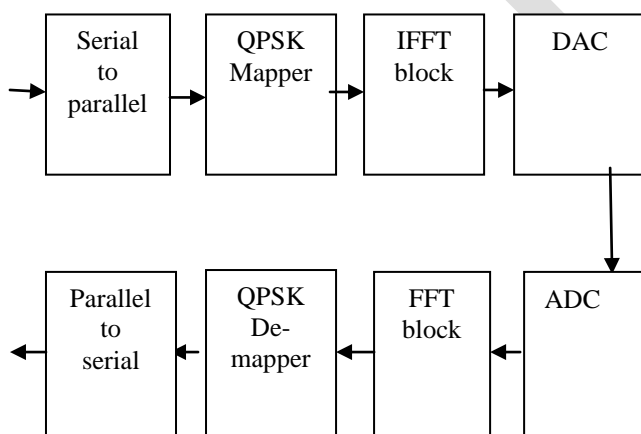 Serial
to
parallel
QPSK
Mapper
IFFT
block
DAC
Parallel
to
serial
QPSK
De-
mapper
FFT
block
ADC